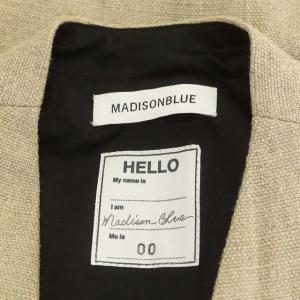 MADISONBLUE
HELLO
My name is
I am
Madison Blue
Me is
00